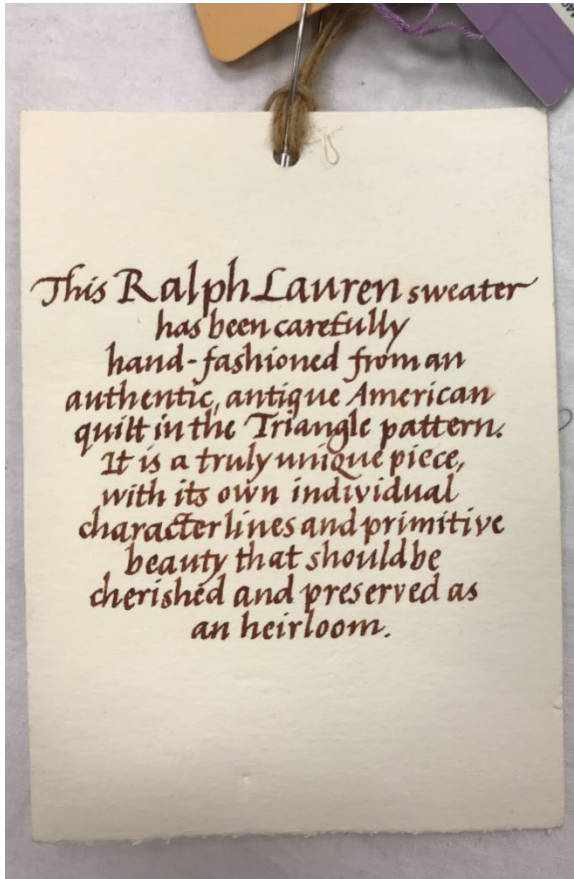 This Ralph Lauren sweater
has been carefully
hand-fashioned from an
authentic, antique American
quilt in the Triangle pattern.
It is a truly unique piece,
with its own individual
character lines and primitive
beauty that should be
cherished and preserved as
an heirloom.